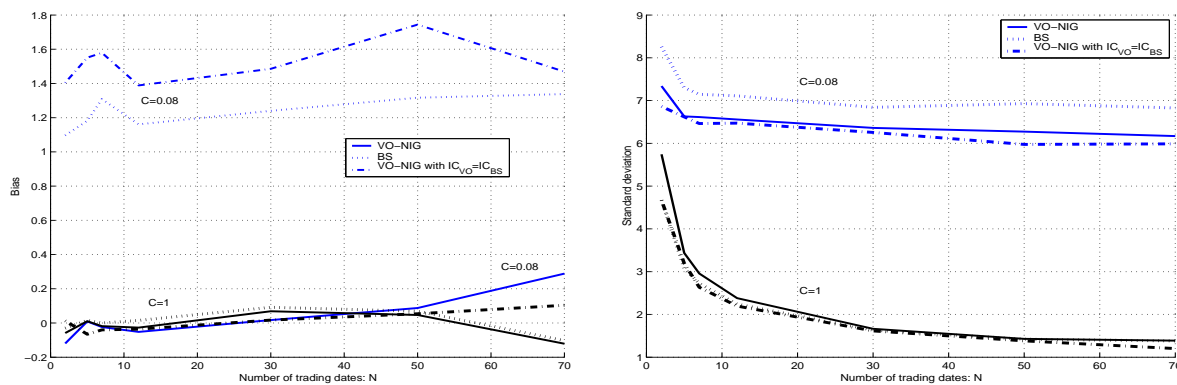 1.8
1.6
1.4
1.2
1
0.8
0.6
0.4
0.2
0
−0.2
Bias
C=0.08
VO−NIG
BS
VO−NIG with ICVO=ICBS
C=0.08
C=1
0 10 20 30 40 50 60 70
Number of trading dates: N
9
8
7
6
5
4
3
2
1
Standard deviation
VO−NIG
BS
VO−NIG with ICVO=ICBS
C=0.08
C=1
0 10 20 30 40 50 60 70
Number of trading dates: N